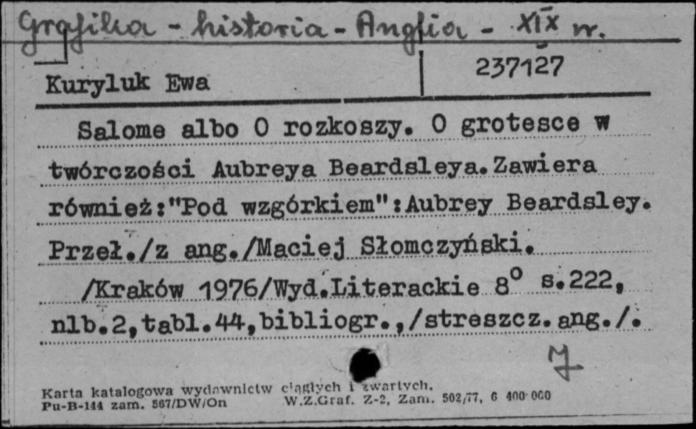 Grafika - historia - Anglia - XIX w.
Kuryluk Ewa
237127
Salome albo O rozkoszy. O grotesce w
twórczości Aubreya Beardsleya.Zawiera
również:"Pod wzgórkiem":Aubrey Beardsley.
Przeł./z ang./Maciej Słomczyński.
/Kraków 1976/Wyd.Literackie 8° s.222,
nlb.2,tabl.44,bibliogr.,/streszcz.ang./.
Karta katalogowa wydawnictw ciągłych i zwartych.
Pu-B-144 zam. 567/DW/On W.Z.Graf. Z-2, Zam. 502/77, 6 400 000